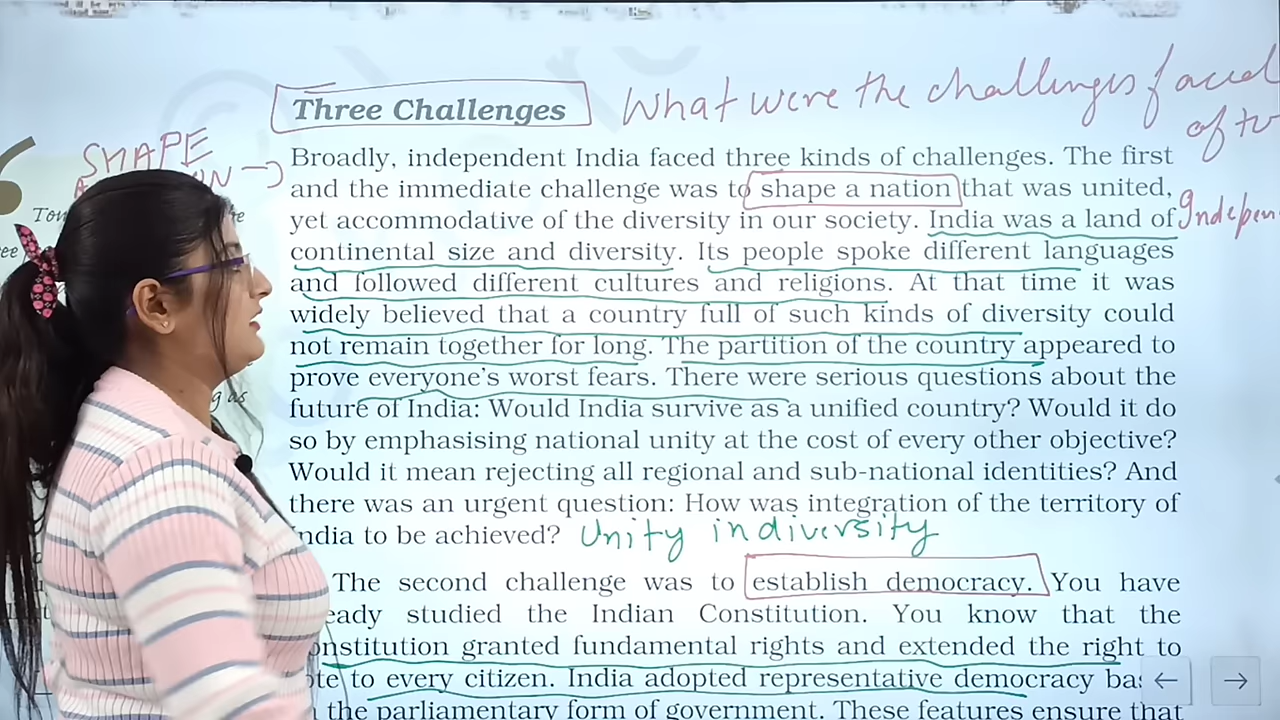 Three Challenges What were the challenges faced
of
SHAPE
Broadly, independent India faced three kinds of challenges. The first
and the immediate challenge was to shape a nation that was united,
yet accommodative of the diversity in our society. India was a land of
Indepen
continental size and diversity. Its people spoke different languages
and followed different cultures and religions. At that time it was
widely believed that a country full of such kinds of diversity could
not remain together for long. The partition of the country appeared to
prove everyone's worst fears. There were serious questions about the
future of India: Would India survive as a unified country? Would it do
so by emphasising national unity at the cost of every other objective?
Would it mean rejecting all regional and sub-national identities? And
there was an urgent question: How was integration of the territory of
India to be achieved? Unity in diversity
The second challenge was to establish democracy. You have
eady studied the Indian Constitution. You know that the
onstitution granted fundamental rights and extended the right to
ote to every citizen. India adopted representative democracy ba
the parliamentary form of government. These features ensure that